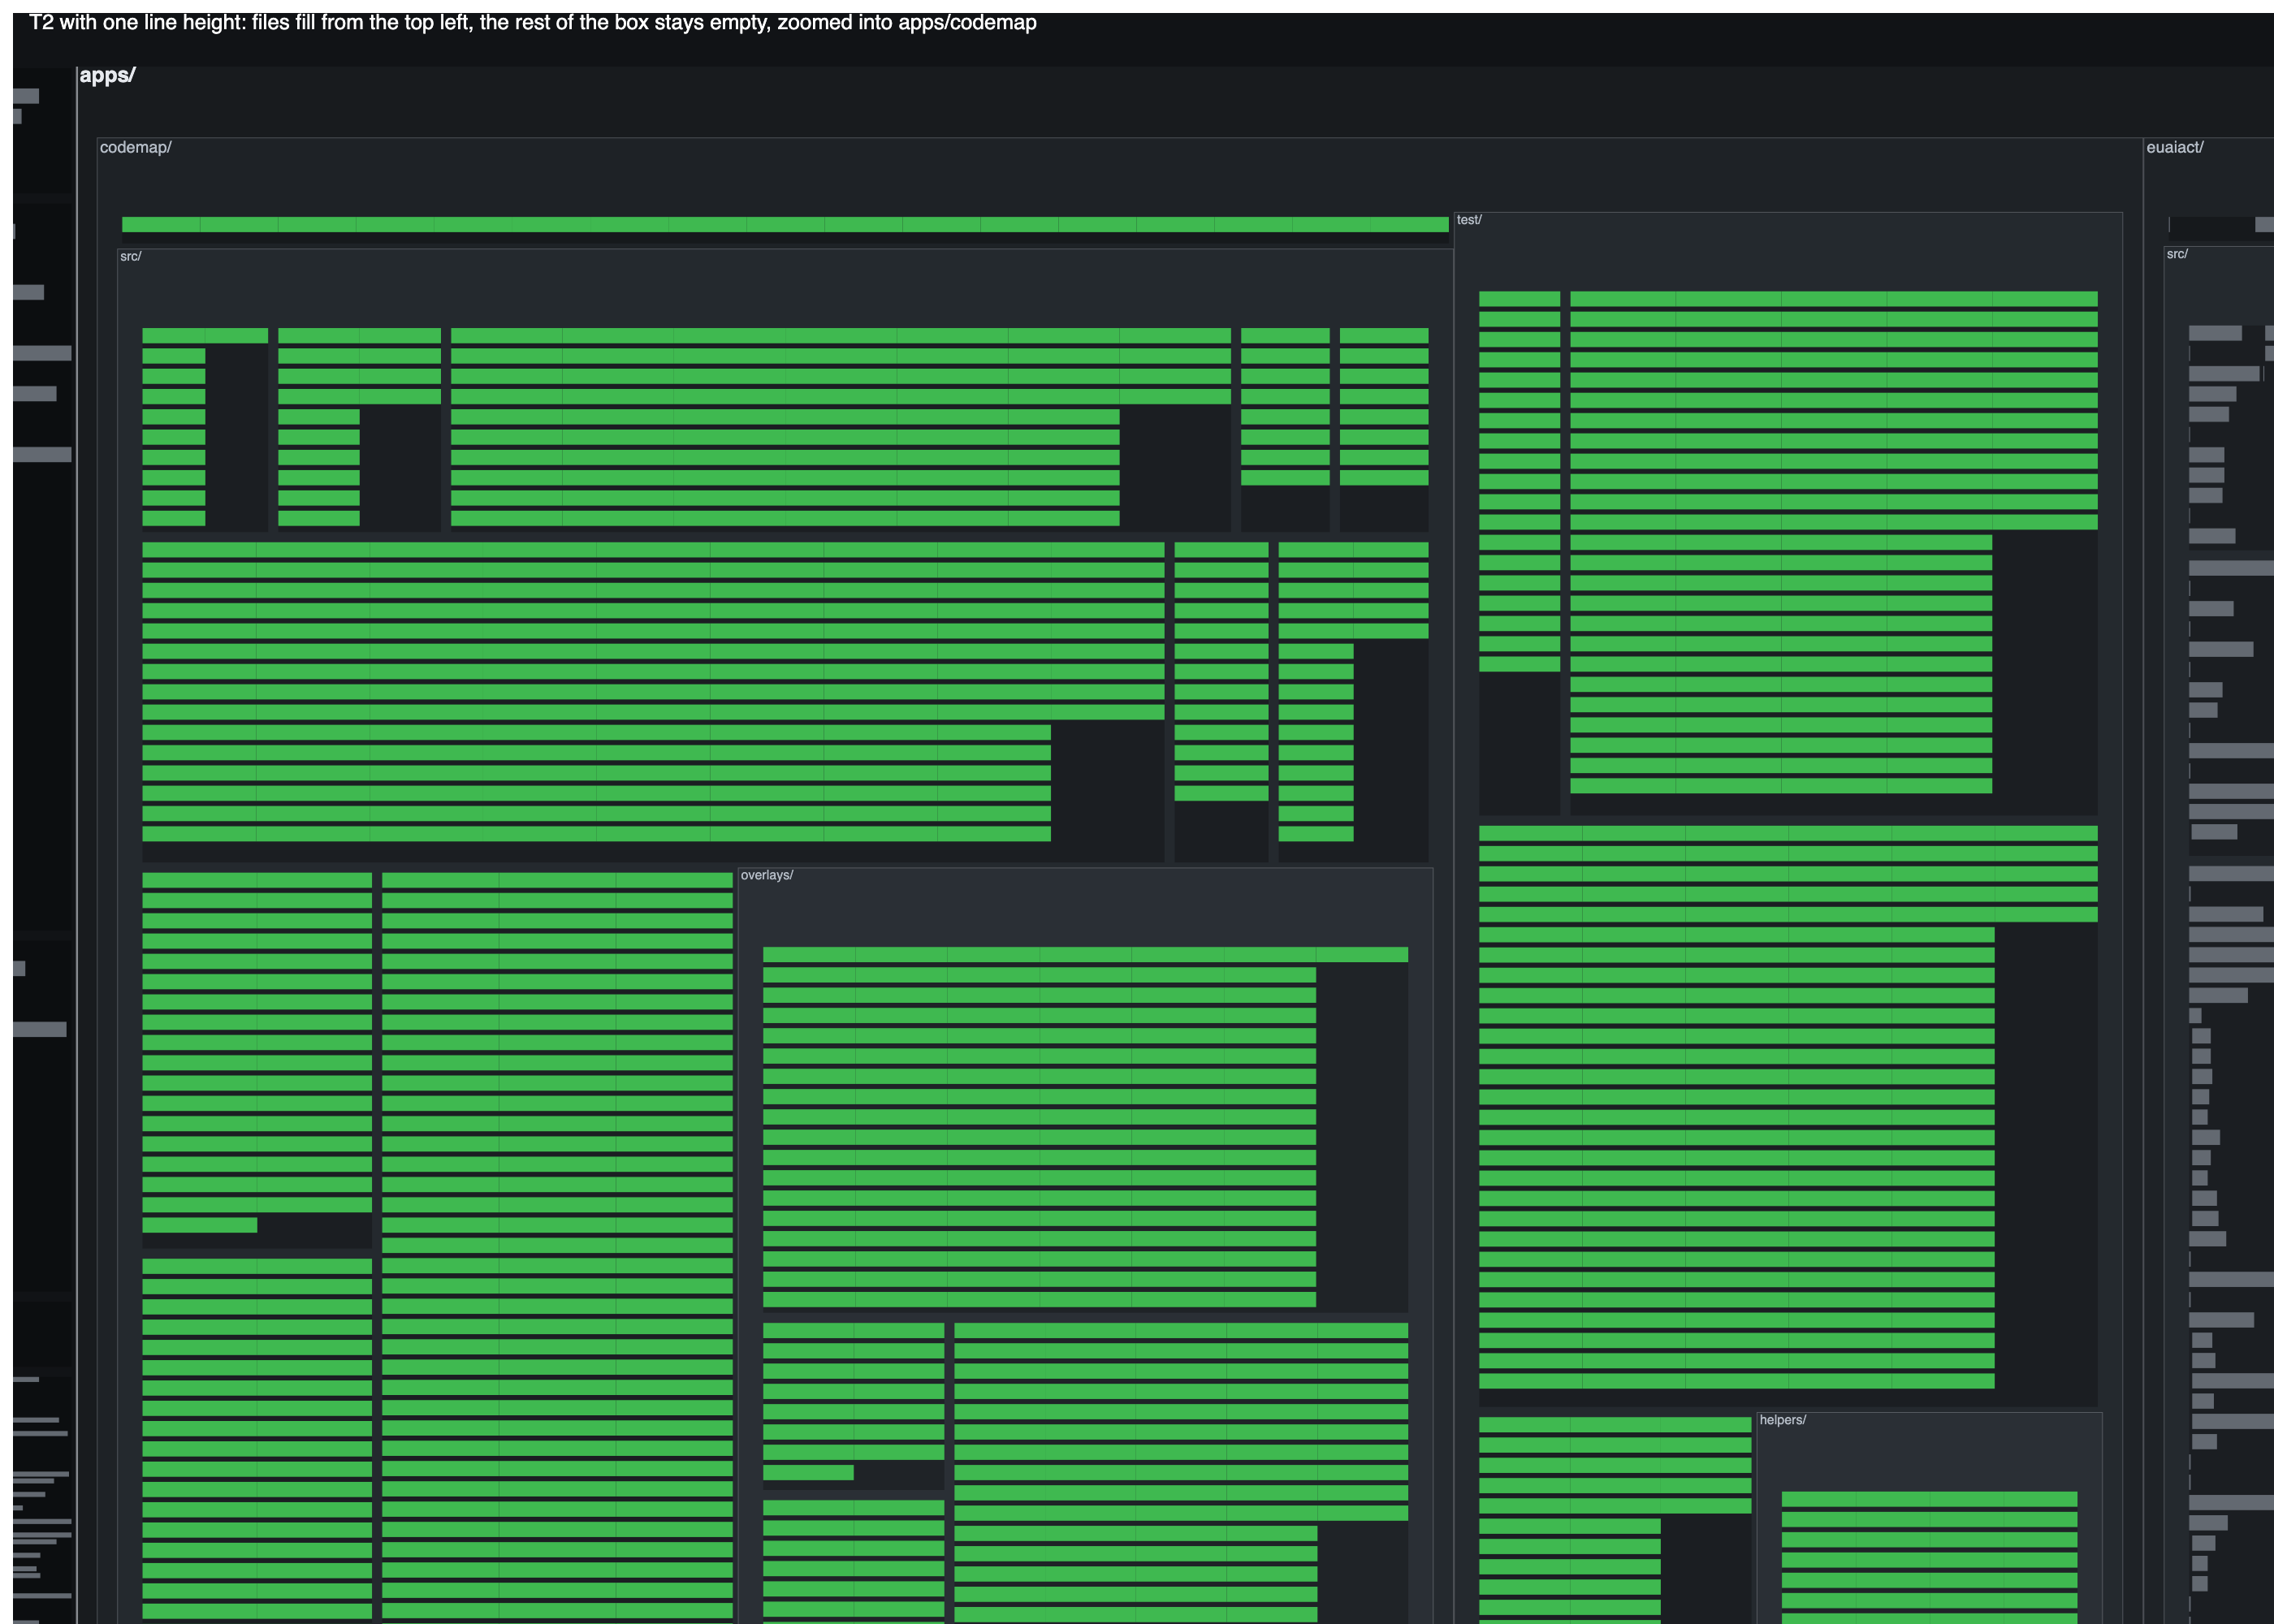 T2 with one line height: files fill from the top left, the rest of the box stays empty, zoomed into apps/codemap
apps/
codemap/
euaiact/
test/
src/
src/
overlays/
helpers/